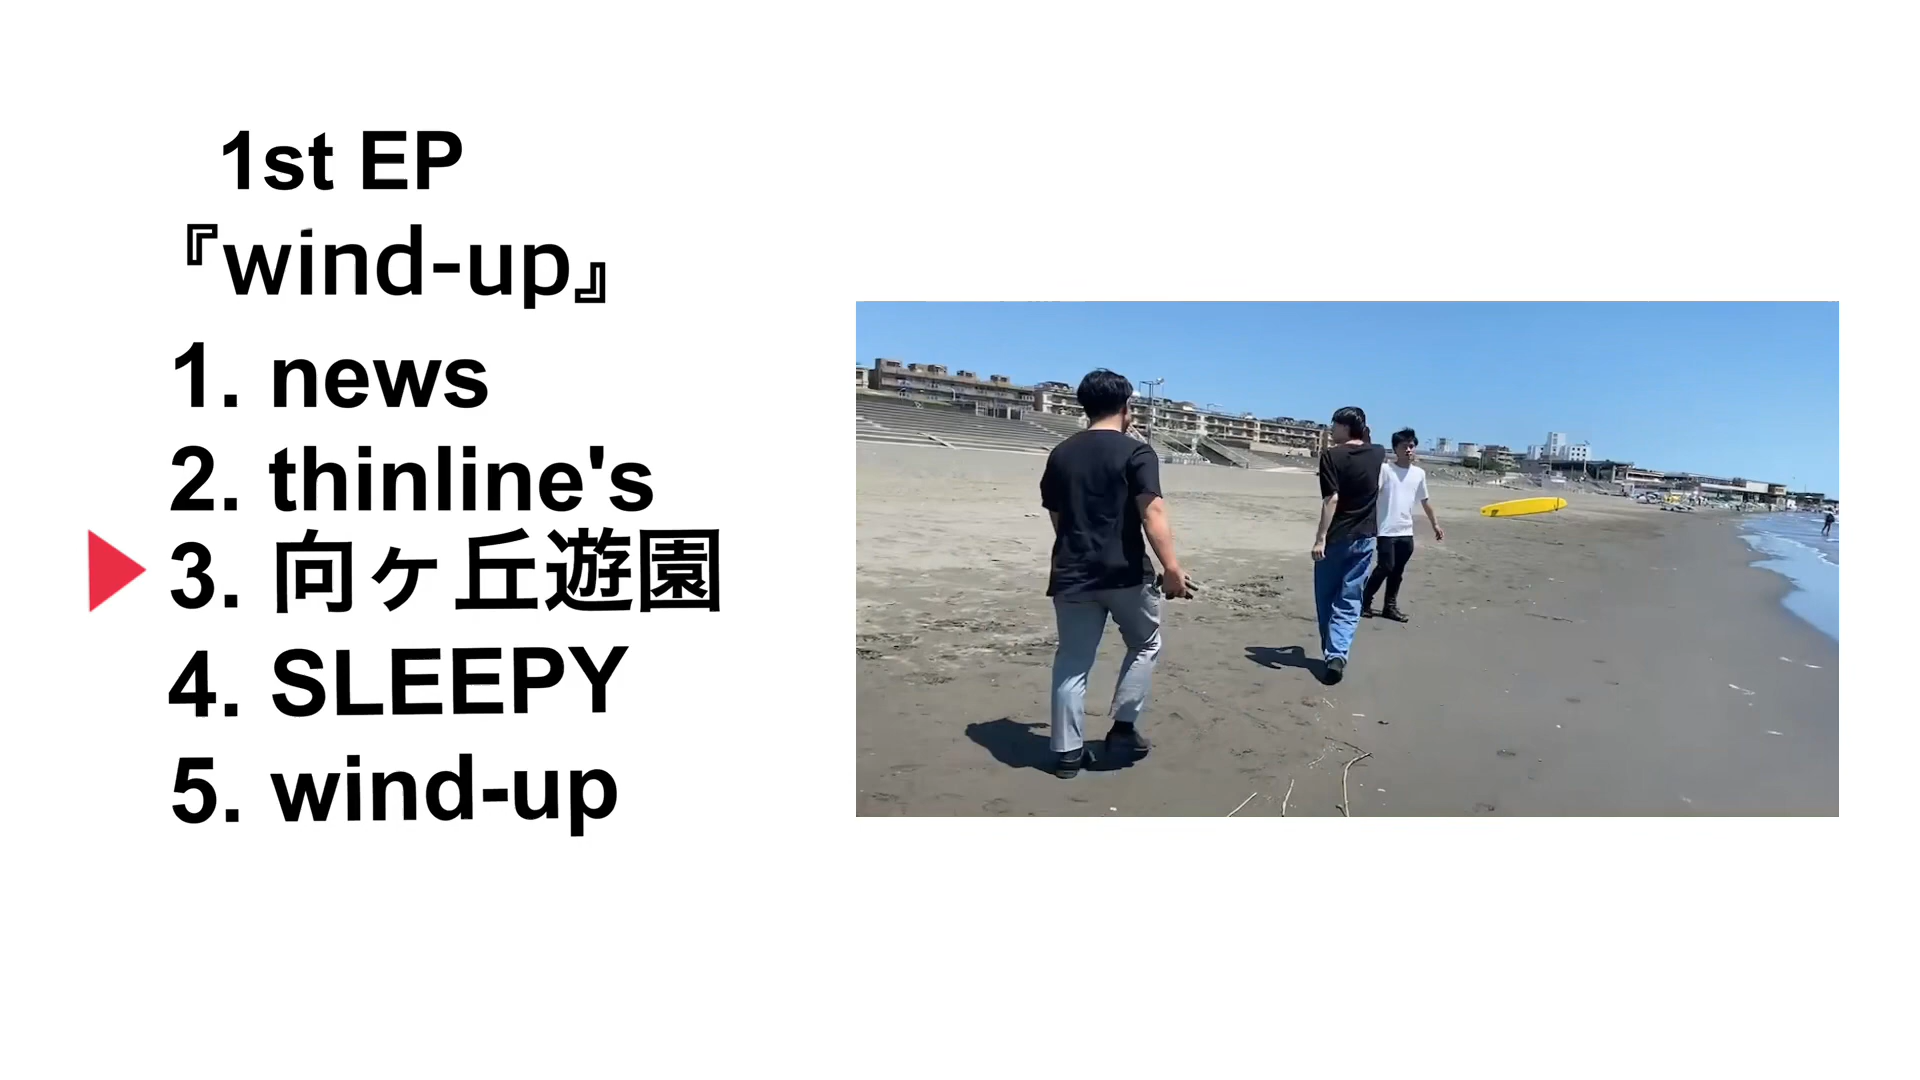 1st EP
『wind-up』
1. news
2. thinline's
3. 向ヶ丘遊園
4. SLEEPY
5. wind-up